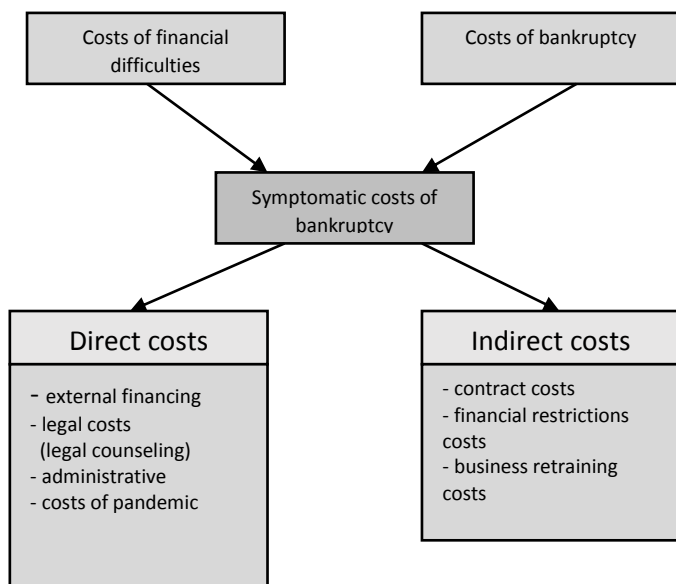 Costs of financial
difficulties
Costs of bankruptcy
Symptomatic costs of
bankruptcy
Direct costs
- external financing
- legal costs
(legal counseling)
- administrative
- costs of pandemic
Indirect costs
- contract costs
- financial restrictions
costs
- business retraining
costs